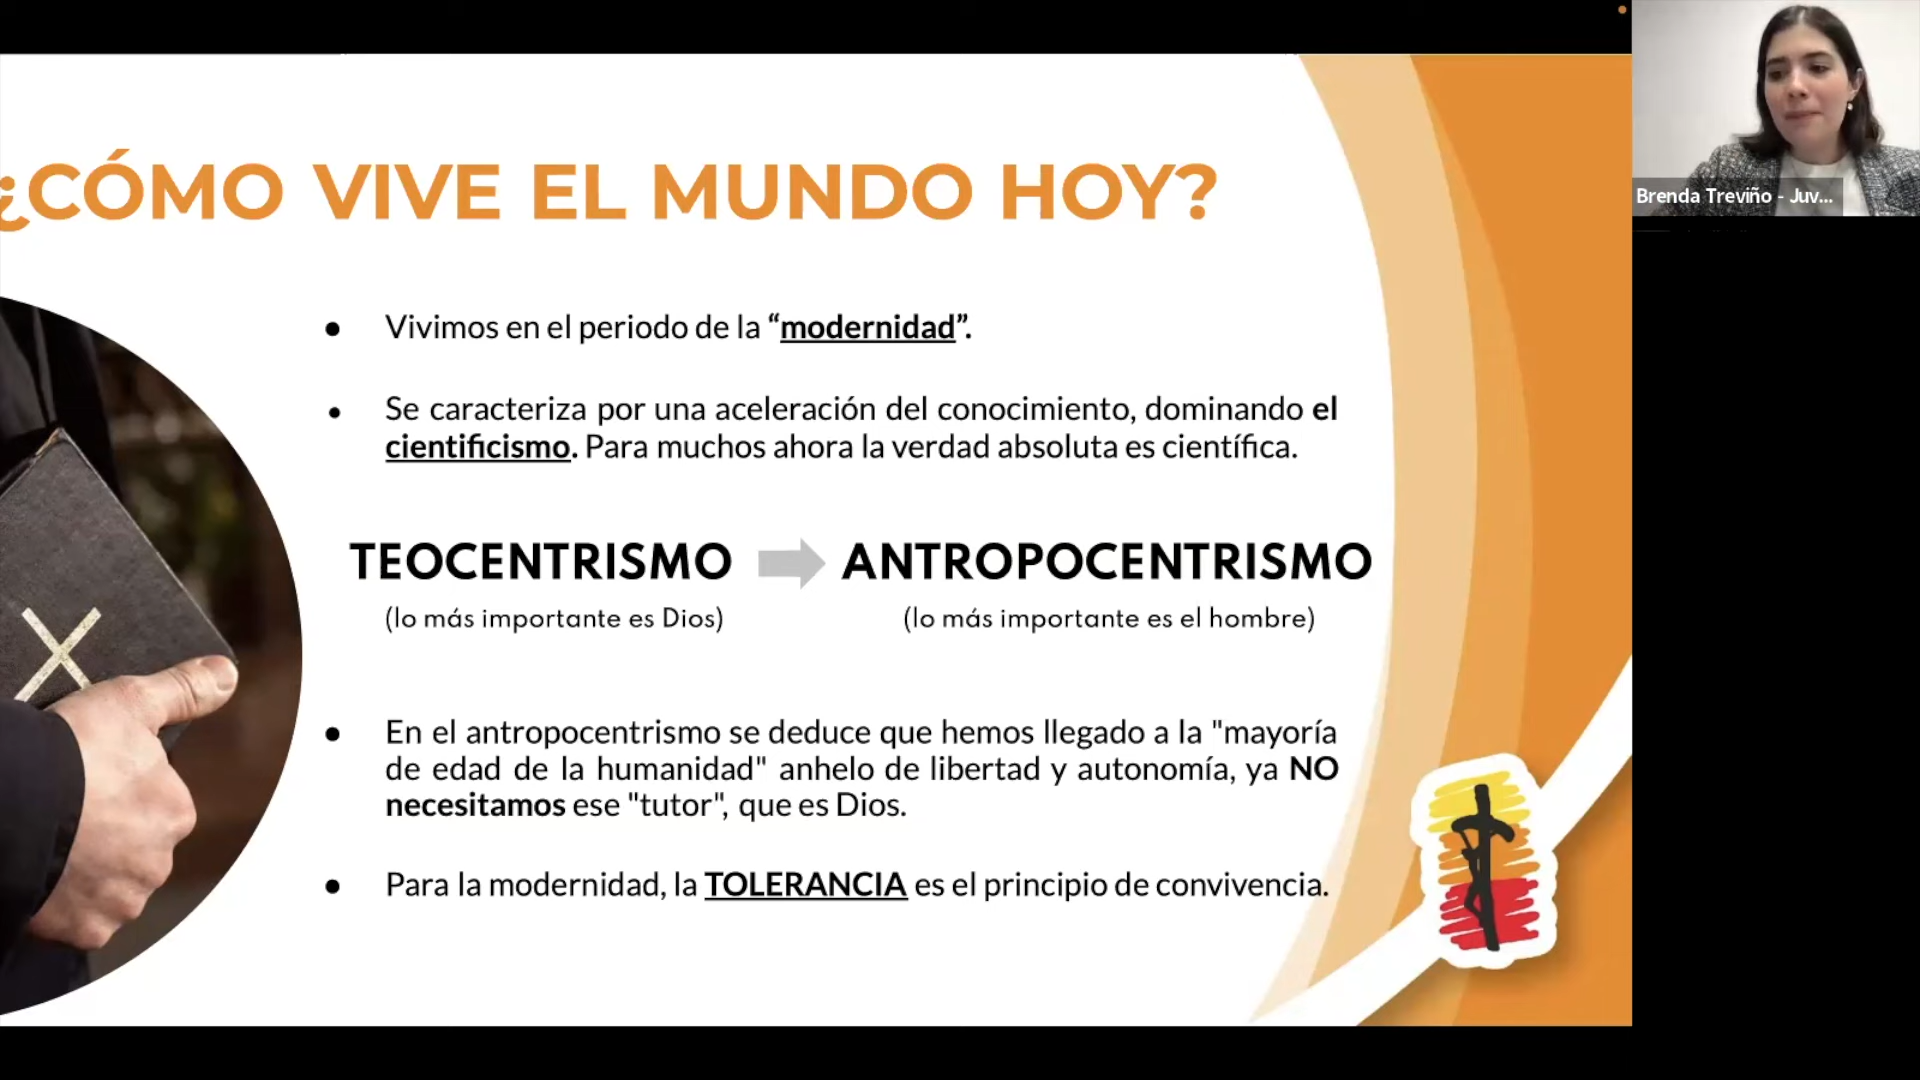 ¿CÓMO VIVE EL MUNDO HOY?
Brenda Treviño - Juv...
• Vivimos en el periodo de la “modernidad”.
• Se caracteriza por una aceleración del conocimiento, dominando el
cientificismo. Para muchos ahora la verdad absoluta es científica.
TEOCENTRISMO ANTROPOCENTRISMO
(lo más importante es Dios) (lo más importante es el hombre)
• En el antropocentrismo se deduce que hemos llegado a la "mayoría
de edad de la humanidad" anhelo de libertad y autonomía, ya NO
necesitamos ese "tutor", que es Dios.
• Para la modernidad, la TOLERANCIA es el principio de convivencia.